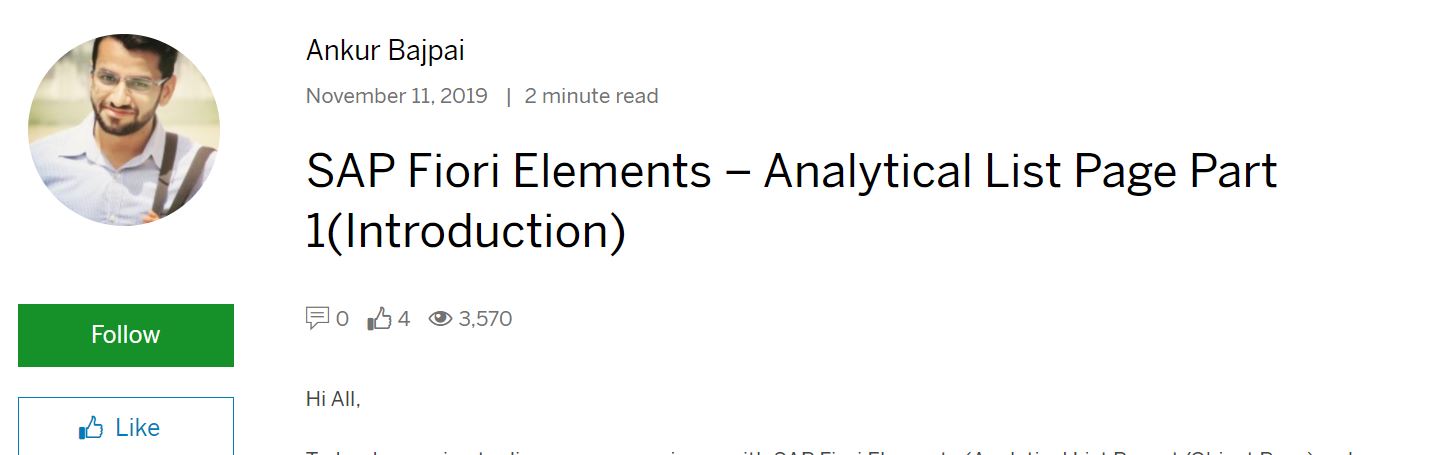 Ankur Bajpai
November 11, 2019 | 2 minute read
SAP Fiori Elements – Analytical List Page Part
1(Introduction)
0 4 3,570
Follow
Hi All,
Like